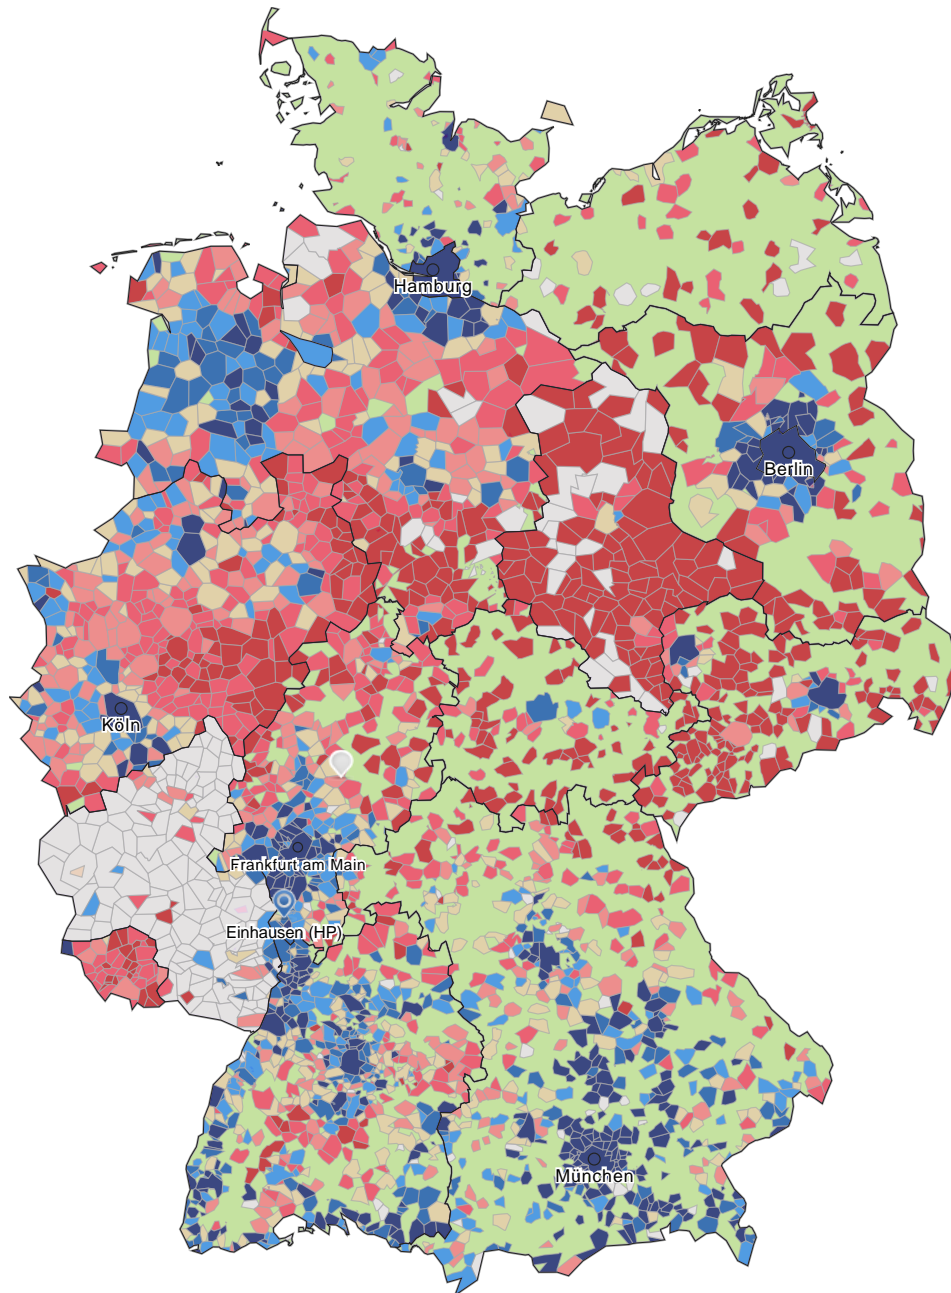 Hamburg
Berlin
Köln
Frankfurt am Main
Einhausen (HP)
München